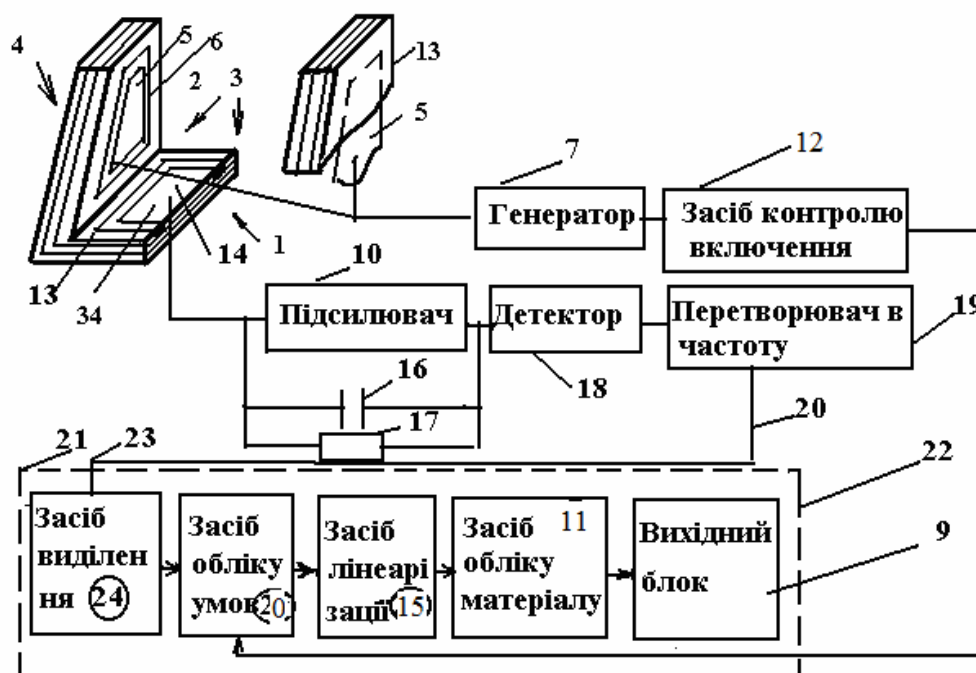 4
5
6
2
3
13
5
7
12
Генератор
Засіб контролю
включення
14
1
10
13
34
Підсилювач
Детектор
Перетворювач в
частоту
19
16
18
17
20
21
23
22
Засіб
виділен
ня 24
Засіб
обліку
умов 20
Засіб
лінеарі
зації 15
Засіб 11
обліку
матеріалу
Вихідний
блок
9